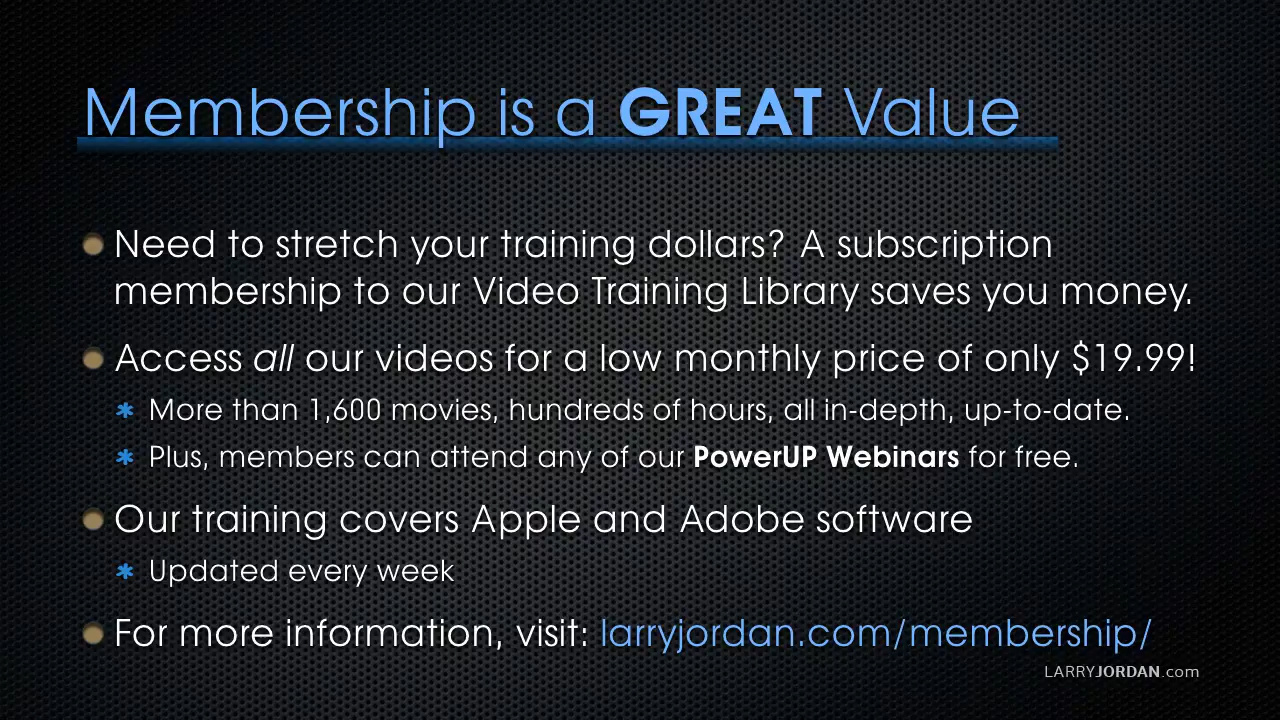 Membership is a GREAT Value
Need to stretch your training dollars? A subscription
membership to our Video Training Library saves you money.
Access all our videos for a low monthly price of only $19.99!
More than 1,600 movies, hundreds of hours, all in-depth, up-to-date.
Plus, members can attend any of our PowerUP Webinars for free.
Our training covers Apple and Adobe software
Updated every week
For more information, visit: larryjordan.com/membership/
LARRYJORDAN.com